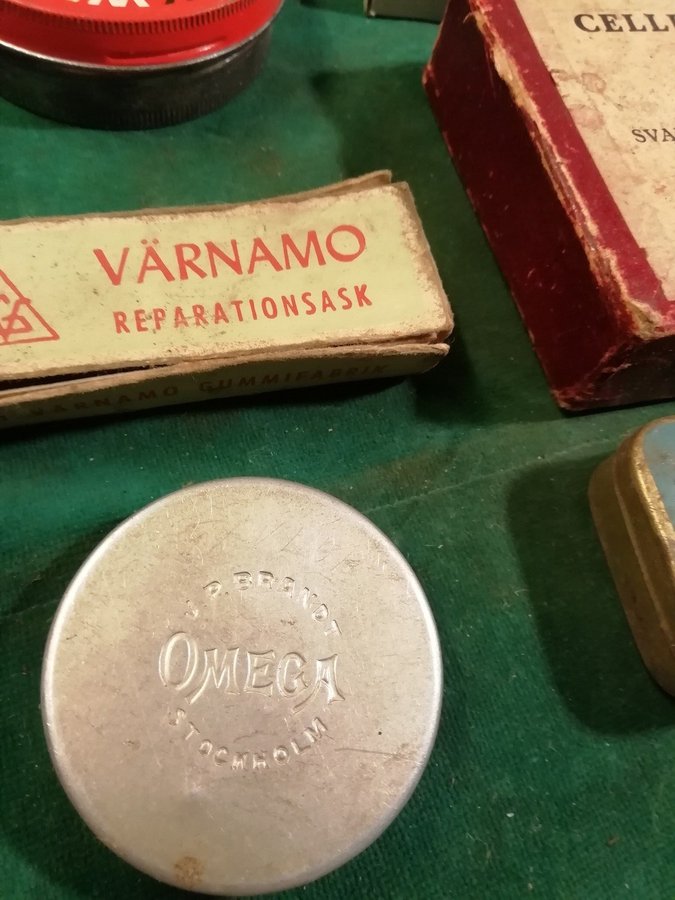 CELL
SVA
VÄRNAMO
REPARATIONSASK
VÄRNAMO GUMMIFABRIK
J. P. BRANDT
OMEGA
STOCKHOLM